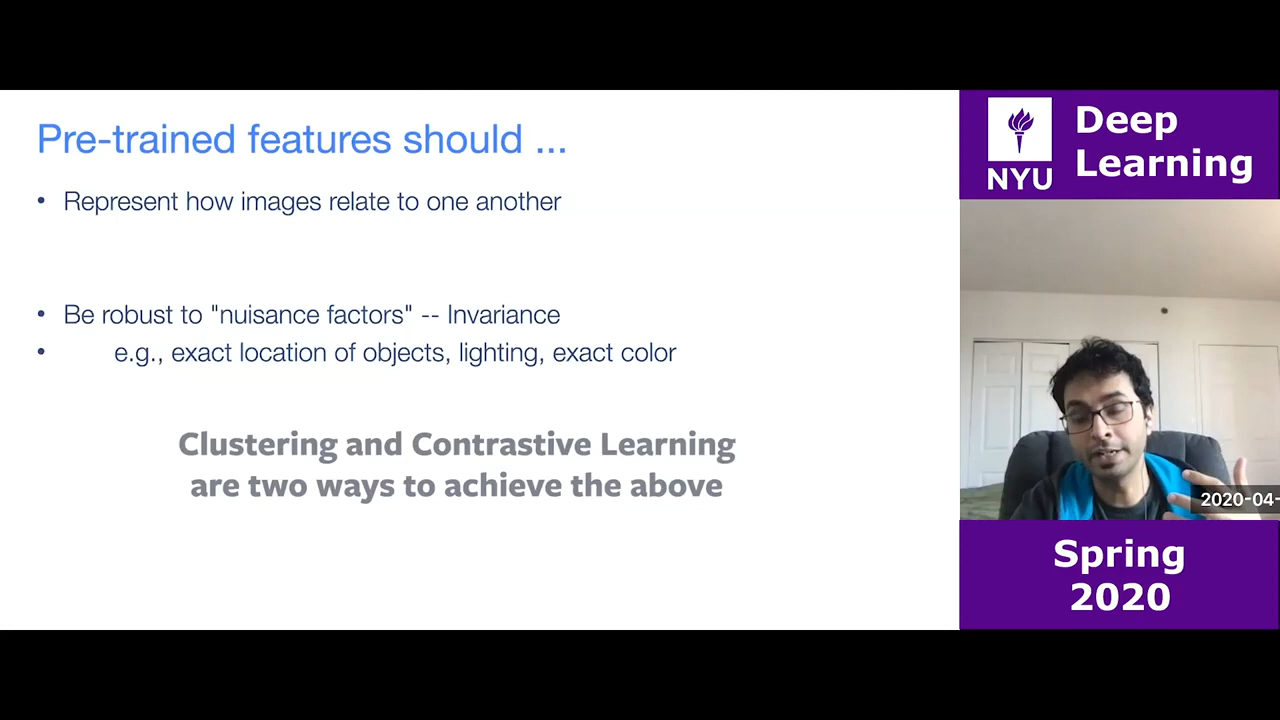 Pre-trained features should ...
• Represent how images relate to one another
• Be robust to "nuisance factors" -- Invariance
• e.g., exact location of objects, lighting, exact color
Clustering and Contrastive Learning
are two ways to achieve the above
NYU
Deep
Learning
2020-04-
Spring
2020